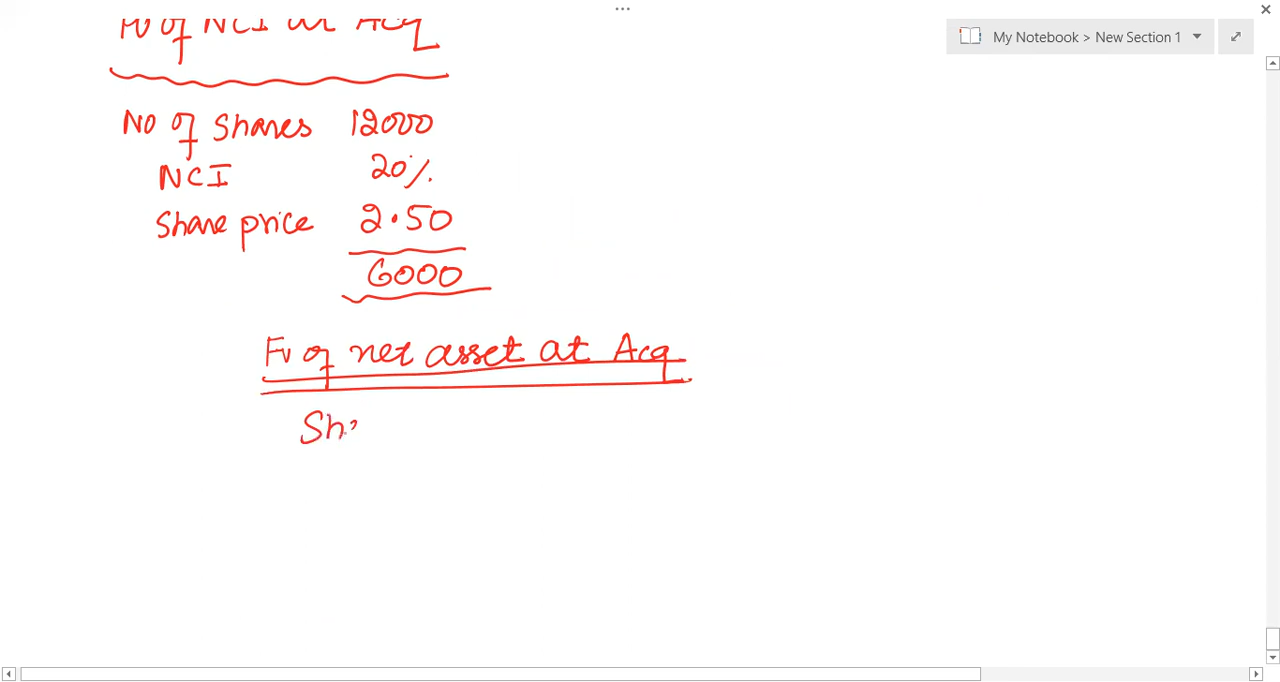 ...
My Notebook > New Section 1
Fv of NCI at Acq
No of Shares 12000
NCI 20%
Share price 2.50
6000
Fv of net asset at Acq
Sh